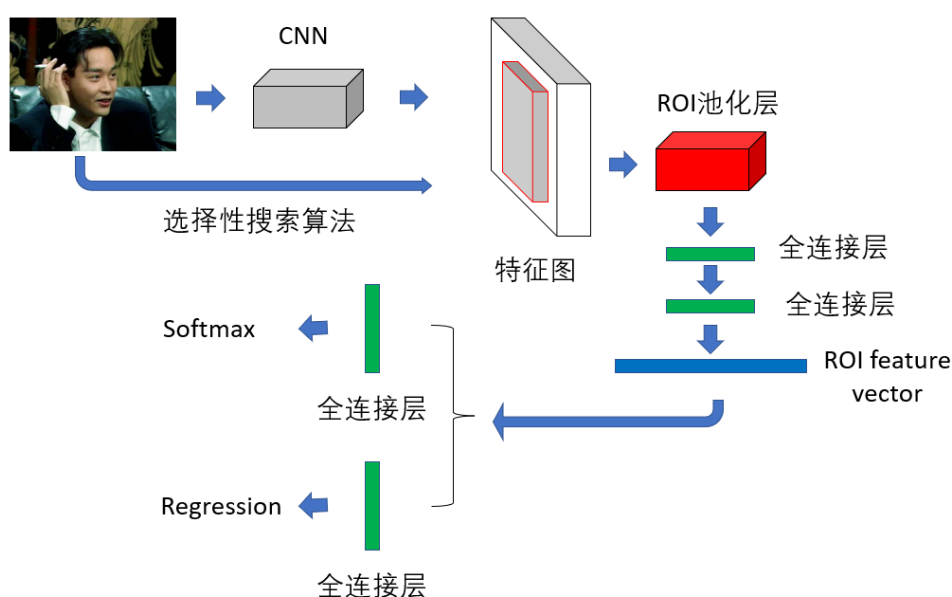 CNN
ROI池化层
选择性搜索算法
特征图
全连接层
全连接层
ROI feature
vector
Softmax
全连接层
Regression
全连接层